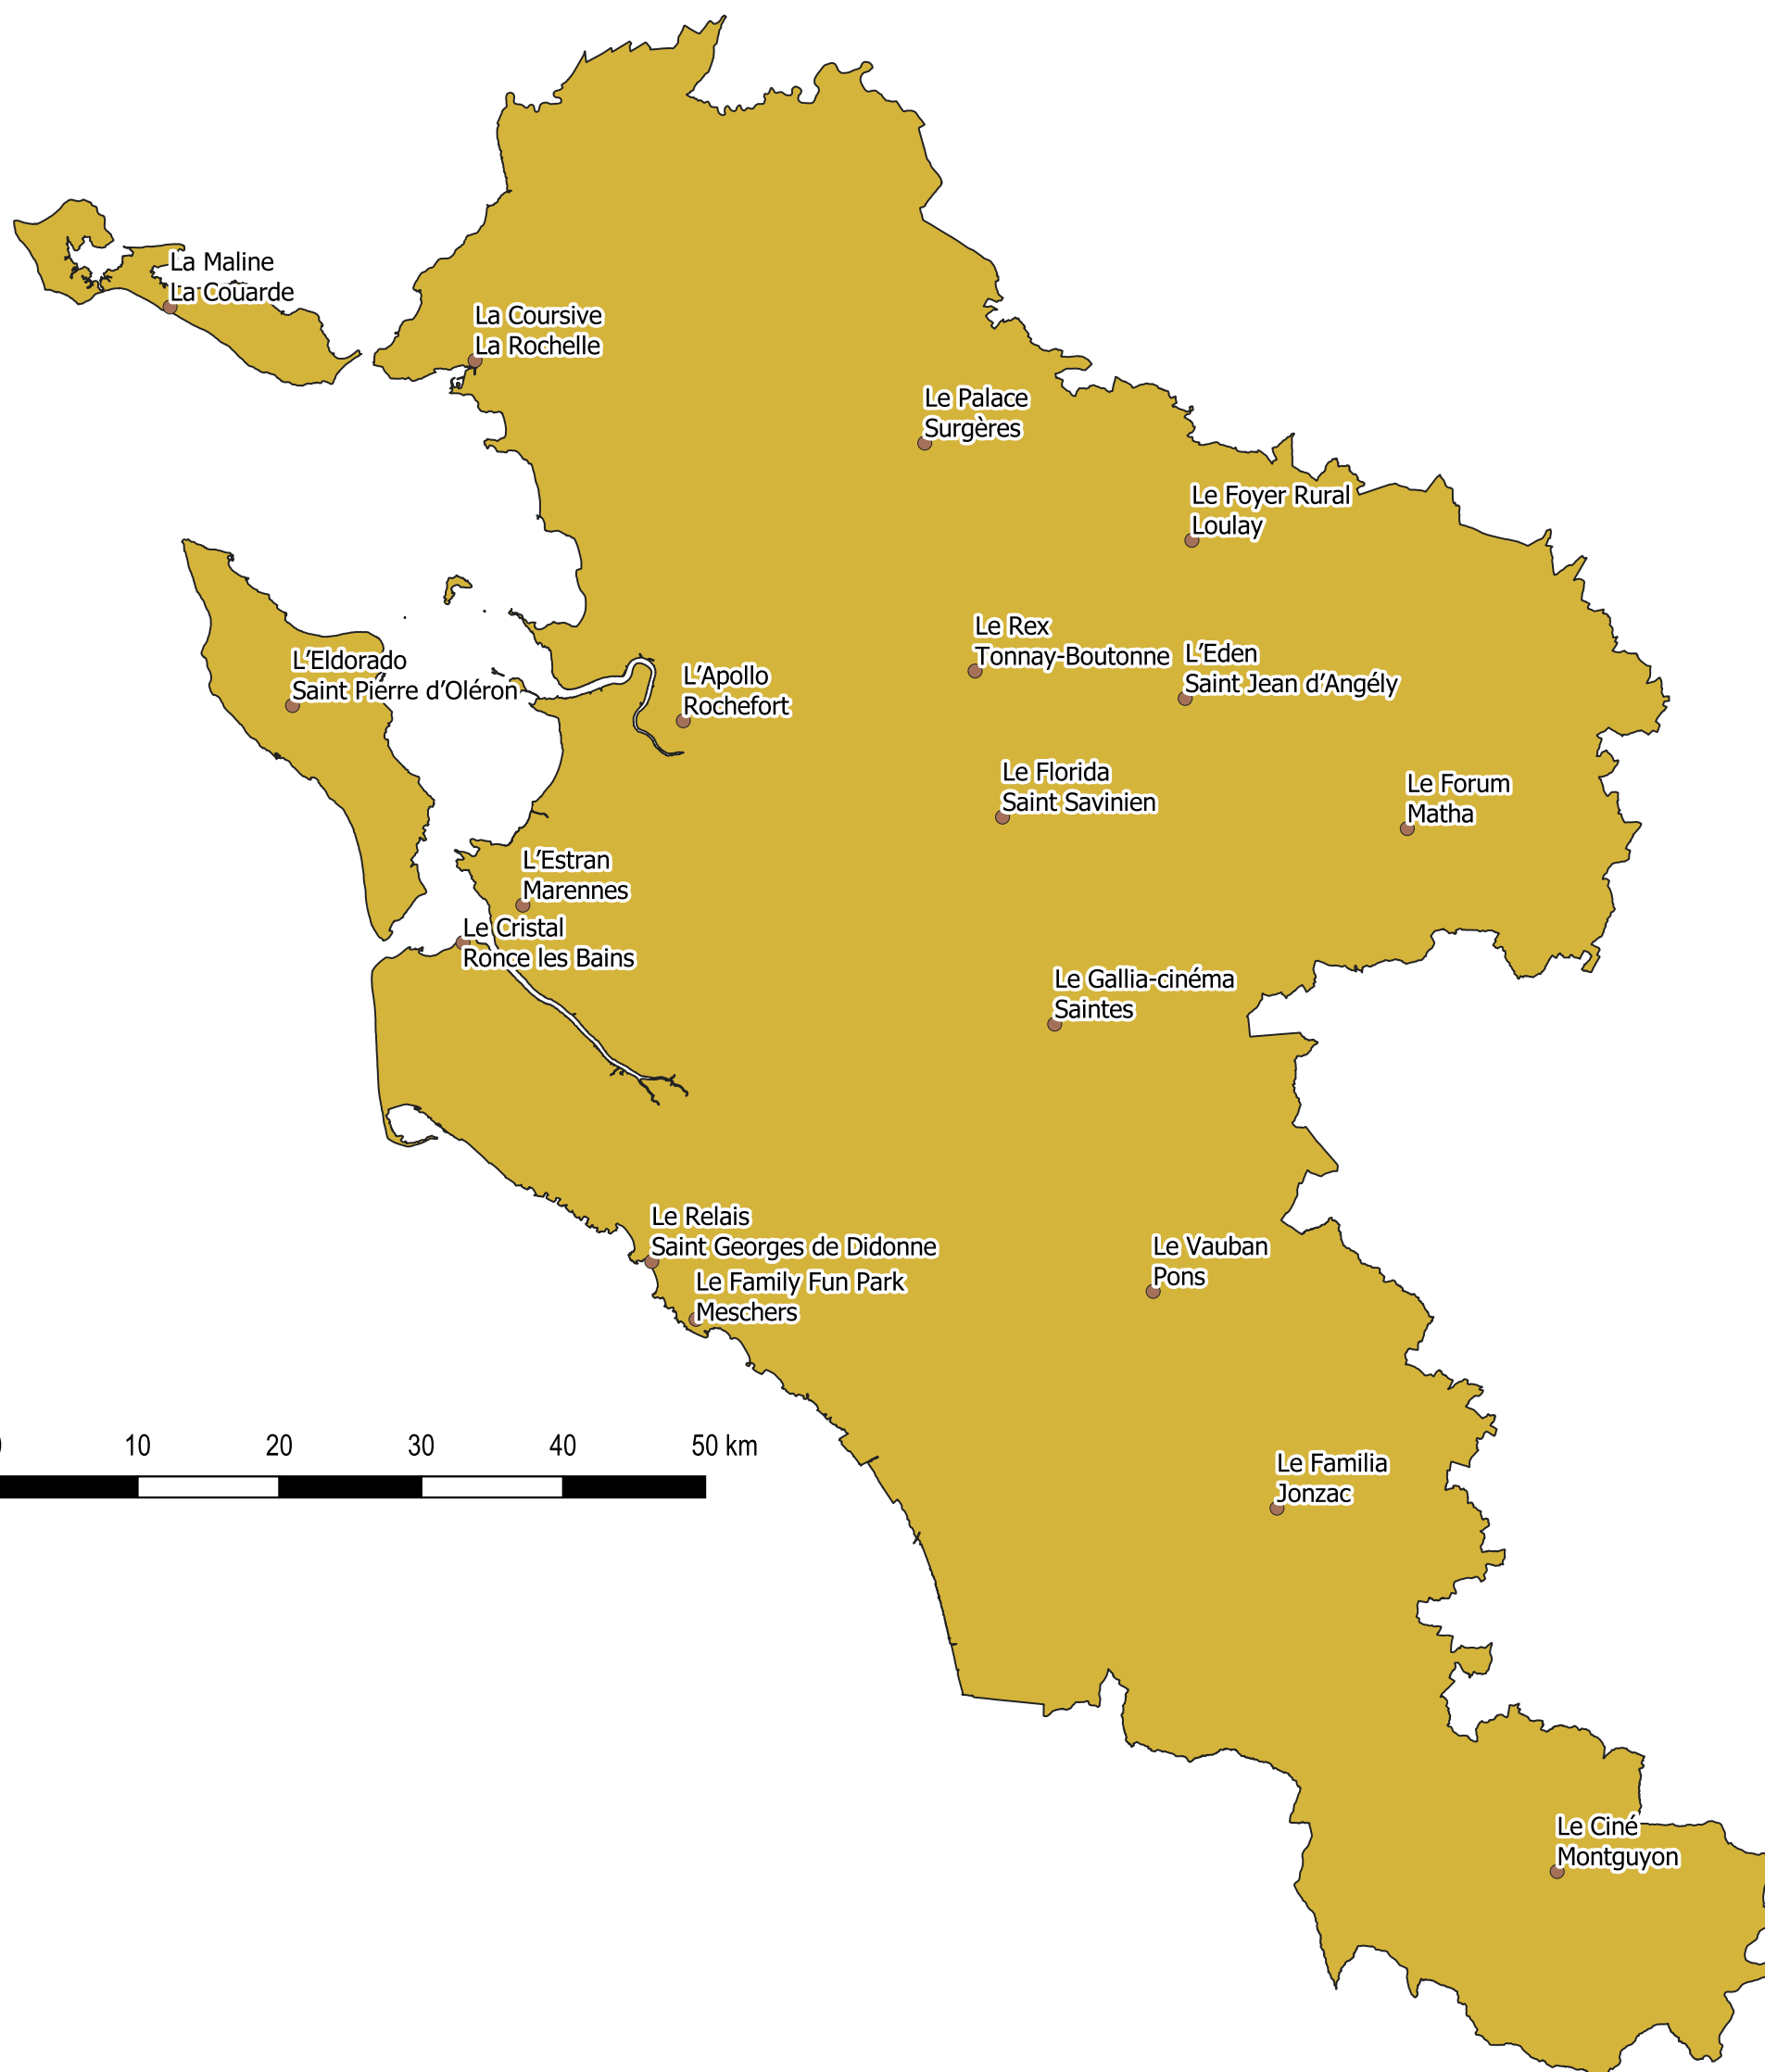 La Maline
La Couarde
La Coursive
La Rochelle
Le Palace
Surgères
Le Foyer Rural
Loulay
Le Rex
Tonnay-Boutonne
L'Eden
Saint Jean d'Angély
L'Eldorado
Saint Pierre d'Oléron
L'Apollo
Rochefort
Le Florida
Saint Savinien
Le Forum
Matha
L'Estran
Marennes
Le Cristal
Ronce les Bains
Le Gallia-cinéma
Saintes
Le Relais
Saint Georges de Didonne
Le Family Fun Park
Meschers
Le Vauban
Pons
10 20 30 40 50 km
Le Familia
Jonzac
Le Ciné
Montguyon